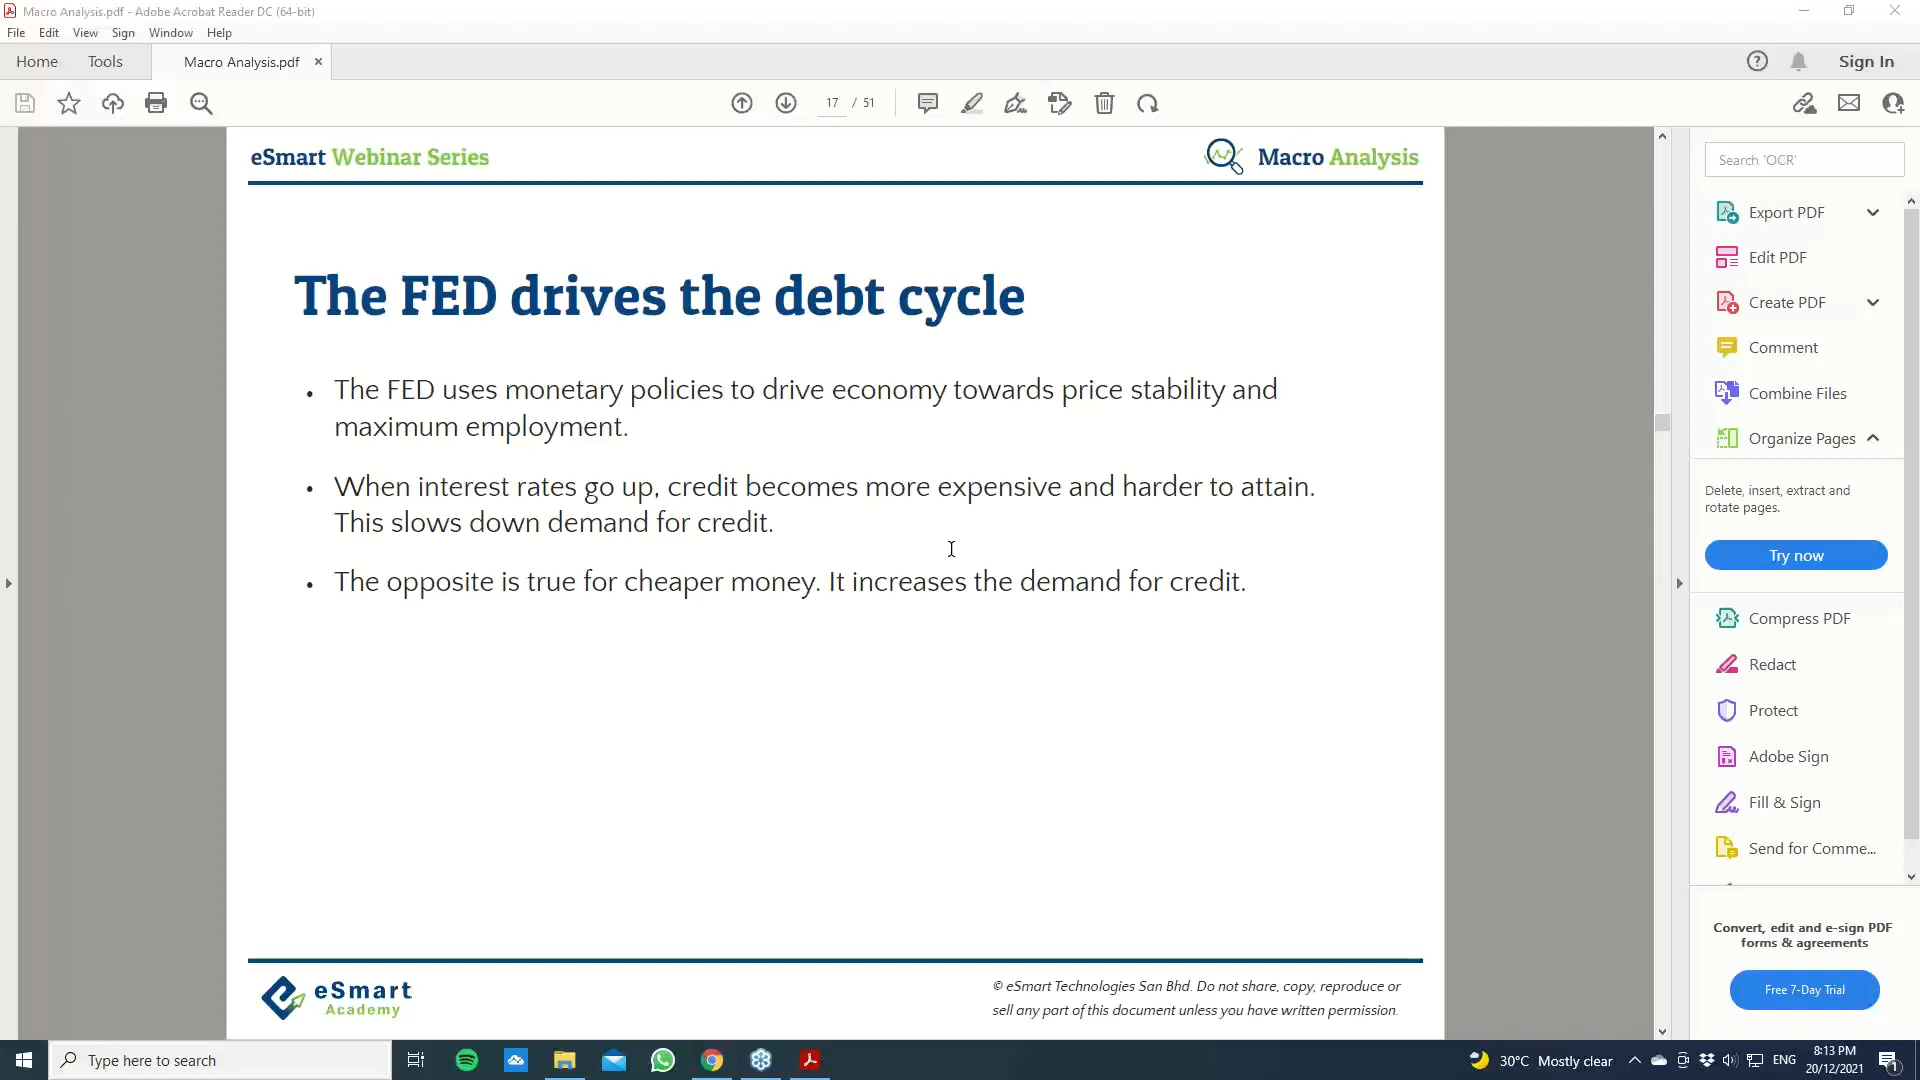 Macro Analysis.pdf - Adobe Acrobat Reader DC (64-bit)
File Edit View Sign Window Help
Home Tools Macro Analysis.pdf × Sign In
17 / 51
eSmart Webinar Series
Macro Analysis
The FED drives the debt cycle
• The FED uses monetary policies to drive economy towards price stability and
maximum employment.
• When interest rates go up, credit becomes more expensive and harder to attain.
This slows down demand for credit.
• The opposite is true for cheaper money. It increases the demand for credit.
eSmart
Academy
© eSmart Technologies San Bhd. Do not share, copy, reproduce or
sell any part of this document unless you have written permission.
Search 'OCR'
Export PDF
Edit PDF
Create PDF
Comment
Combine Files
Organize Pages
Delete, insert, extract and
rotate pages.
Try now
Compress PDF
Redact
Protect
Adobe Sign
Fill & Sign
Send for Comme...
Convert, edit and e-sign PDF
forms & agreements
Free 7-Day Trial
Type here to search
30°C Mostly clear
ENG
8:13 PM
20/12/2021
1